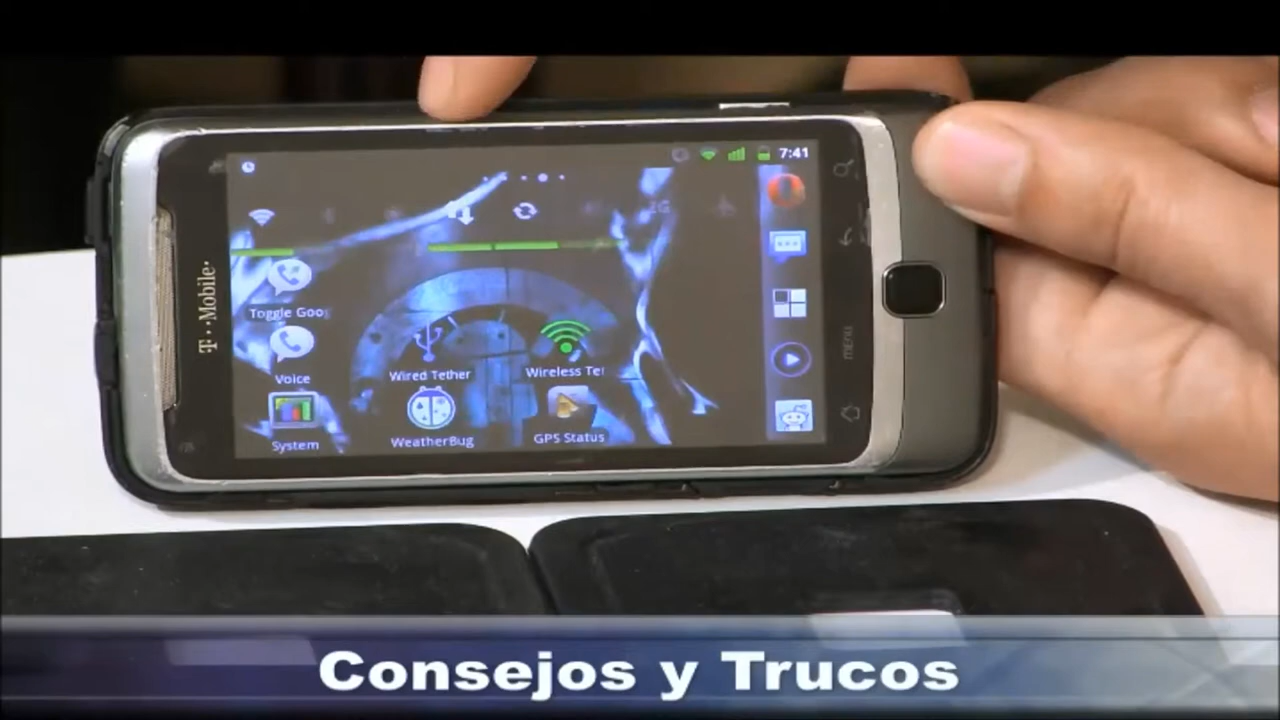 7:41
T··Mobile·
Toggle Goo
Voice
Wired Tether
Wireless Te
System
WeatherBug
GPS Status
MENU
Consejos y Trucos